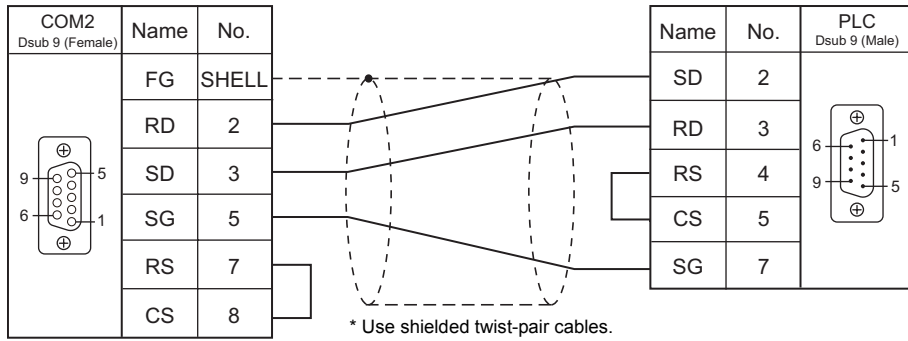 COM2
Dsub 9 (Female)
Name No.
FG SHELL
RD 2
SD 3
SG 5
RS 7
CS 8
9 5
6 1
Name No.
PLC
Dsub 9 (Male)
SD 2
RD 3
RS 4
CS 5
SG 7
6 1
9 5
* Use shielded twist-pair cables.